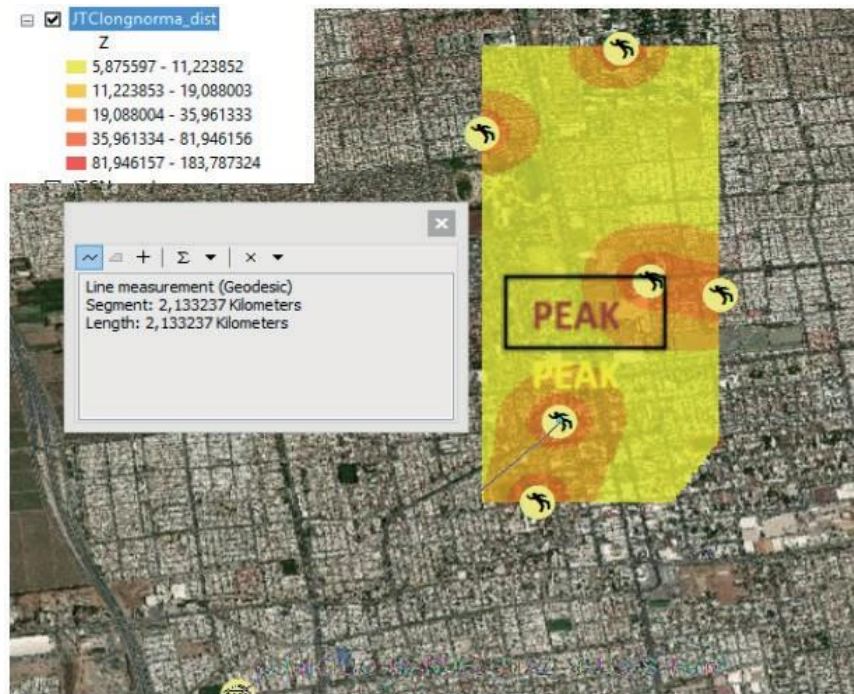 JTClongnorma_dist
Z
5,875597 - 11,223852
11,223853 - 19,088003
19,088004 - 35,961333
35,961334 - 81,946156
81,946157 - 183,787324
Line measurement (Geodesic)
Segment: 2,133237 Kilometers
Length: 2,133237 Kilometers
PEAK
PEAK